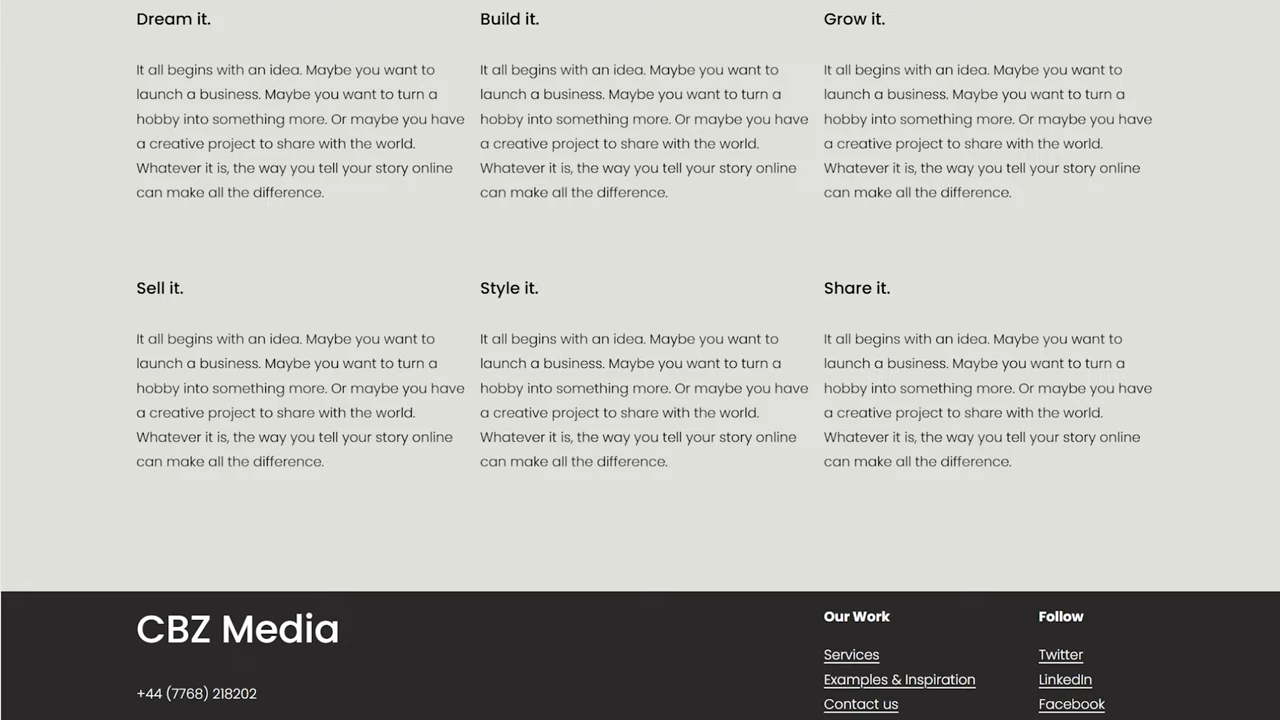 Dream it.
It all begins with an idea. Maybe you want to
launch a business. Maybe you want to turn a
hobby into something more. Or maybe you have
a creative project to share with the world.
Whatever it is, the way you tell your story online
can make all the difference.
Build it.
It all begins with an idea. Maybe you want to
launch a business. Maybe you want to turn a
hobby into something more. Or maybe you have
a creative project to share with the world.
Whatever it is, the way you tell your story online
can make all the difference.
Grow it.
It all begins with an idea. Maybe you want to
launch a business. Maybe you want to turn a
hobby into something more. Or maybe you have
a creative project to share with the world.
Whatever it is, the way you tell your story online
can make all the difference.
Sell it.
It all begins with an idea. Maybe you want to
launch a business. Maybe you want to turn a
hobby into something more. Or maybe you have
a creative project to share with the world.
Whatever it is, the way you tell your story online
can make all the difference.
Style it.
It all begins with an idea. Maybe you want to
launch a business. Maybe you want to turn a
hobby into something more. Or maybe you have
a creative project to share with the world.
Whatever it is, the way you tell your story online
can make all the difference.
Share it.
It all begins with an idea. Maybe you want to
launch a business. Maybe you want to turn a
hobby into something more. Or maybe you have
a creative project to share with the world.
Whatever it is, the way you tell your story online
can make all the difference.
CBZ Media
+44 (7768) 218202
Our Work
Services
Examples & Inspiration
Contact us
Follow
Twitter
LinkedIn
Facebook